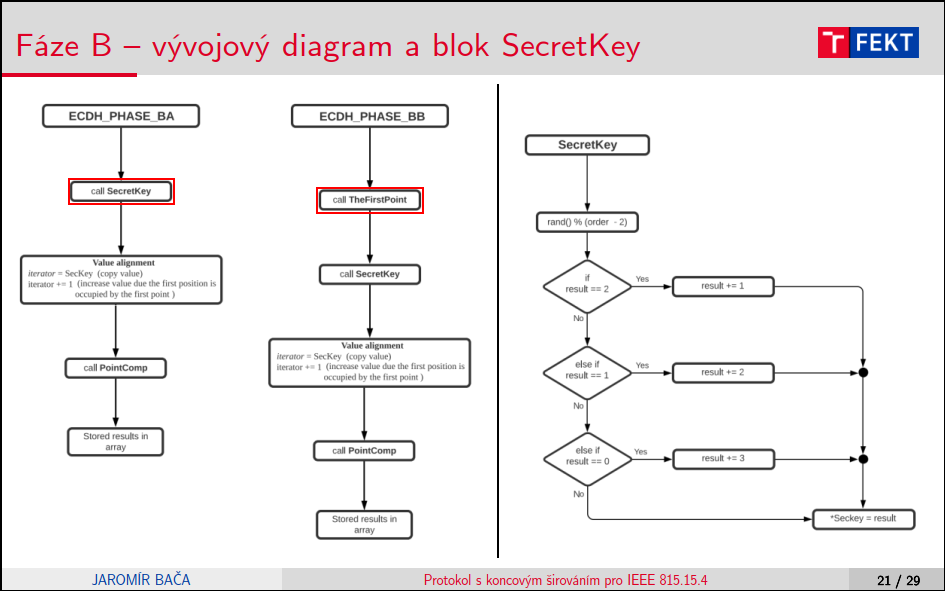 Fáze B – vývojový diagram a blok SecretKey
T FEKT
ECDH_PHASE_BA
call SecretKey
Value alignment
iterator = SecKey (copy value)
iterator += 1 (increase value due the first position is
occupied by the first point )
call PointComp
Stored results in
array
ECDH_PHASE_BB
call TheFirstPoint
call SecretKey
Value alignment
iterator = SecKey (copy value)
iterator += 1 (increase value due the first position is
occupied by the first point )
call PointComp
Stored results in
array
SecretKey
rand() % (order - 2)
if
result == 2
Yes
result += 1
No
else if
result == 1
Yes
result += 2
No
else if
result == 0
Yes
result += 3
No
*Seckey = result
JAROMÍR BAČA
Protokol s koncovým širováním pro IEEE 815.15.4
21 / 29